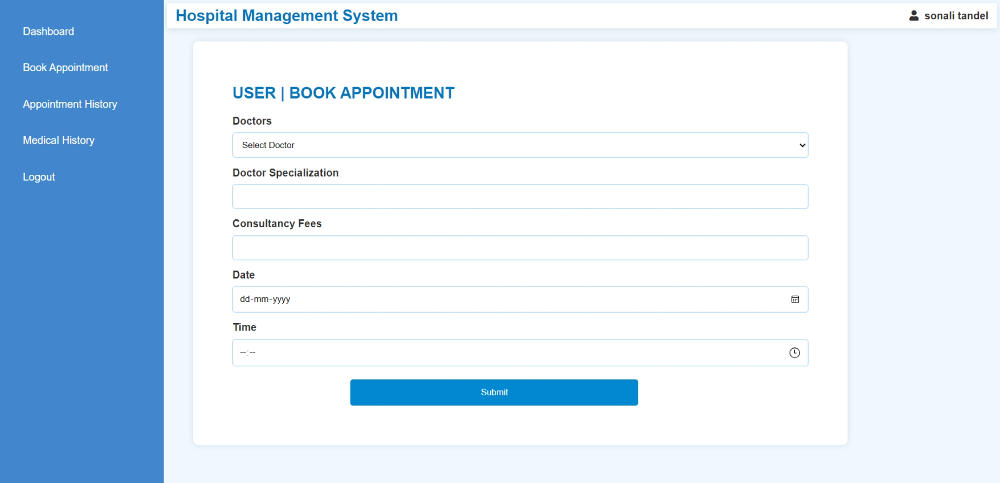 Hospital Management System
sonali tandel
Dashboard
Book Appointment
Appointment History
Medical History
Logout
USER | BOOK APPOINTMENT
Doctors
Select Doctor
Doctor Specialization
Consultancy Fees
Date
dd-mm-yyyy
Time
--:--
Submit